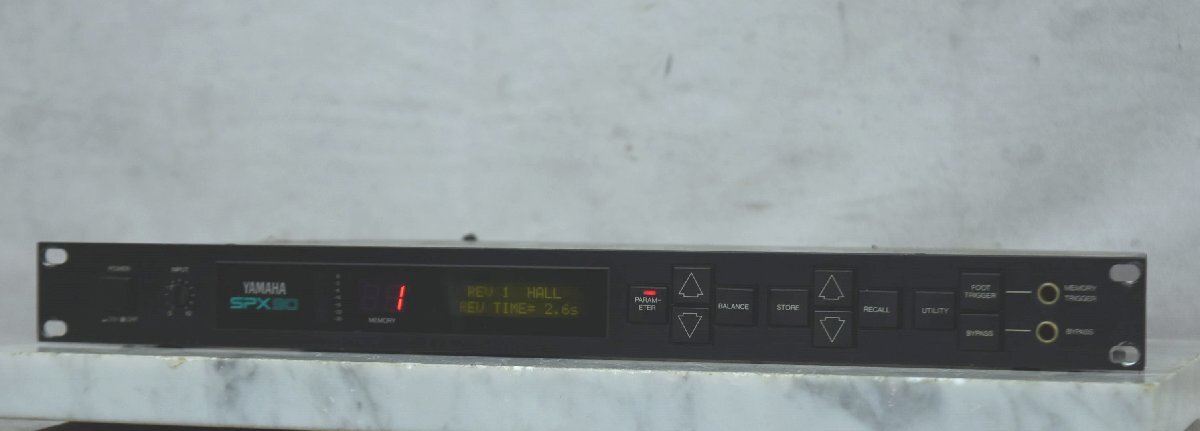 POWER
INPUT
YAMAHA
SPX90
1
MEMORY
REV 1 HALL
REV TIME= 2.6s
PARAM-
ETER
BALANCE
STORE
RECALL
UTILITY
FOOT
TRIGGER
BYPASS
MEMORY
TRIGGER
BYPASS